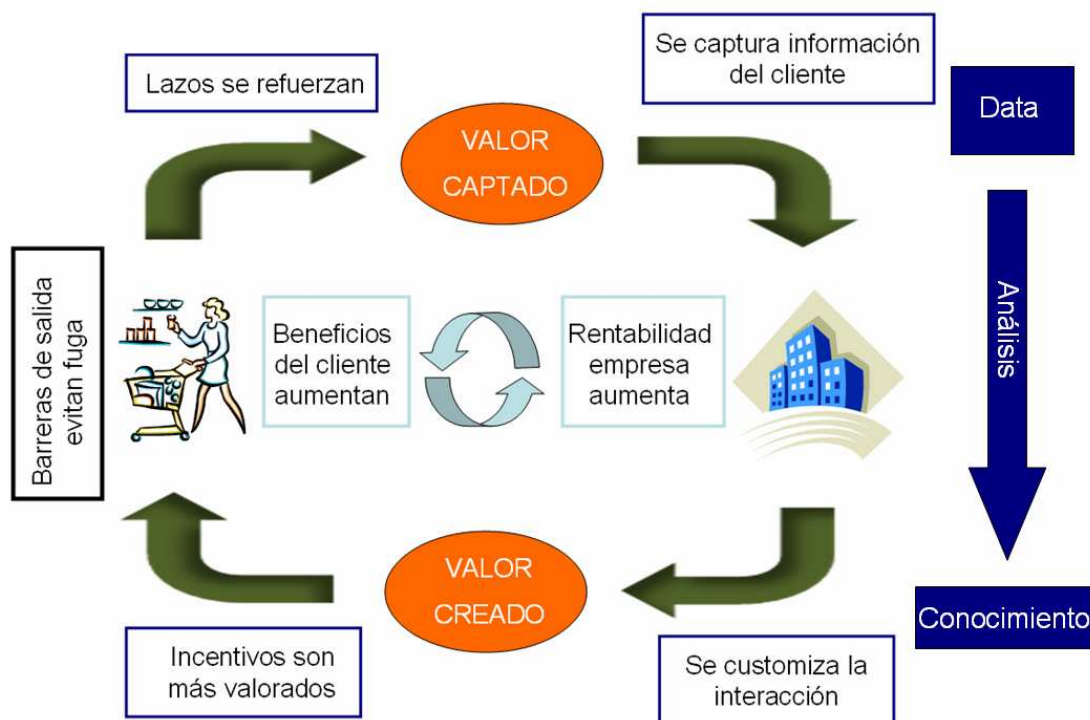 Lazos se refuerzan
Se captura información
del cliente
Data
VALOR
CAPTADO
Barreras de salida
evitan fuga
Beneficios
del cliente
aumentan
Rentabilidad
empresa
aumenta
Análisis
VALOR
CREADO
Conocimiento
Incentivos son
más valorados
Se customiza la
interacción